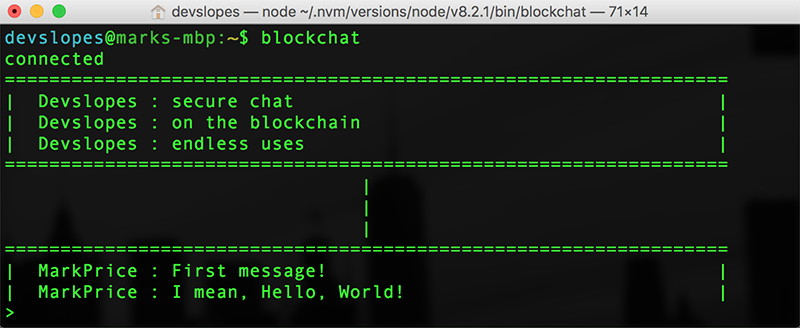 devslopes — node ~/.nvm/versions/node/v8.2.1/bin/blockchat — 71×14
devslopes@marks-mbp:~$ blockchat
connected
=================================================================
|  Devslopes : secure chat                                      |
|  Devslopes : on the blockchain                                |
|  Devslopes : endless uses                                     |
=================================================================
                                |
                                |
                                |
=================================================================
|  MarkPrice : First message!                                   |
|  MarkPrice : I mean, Hello, World!                            |
>